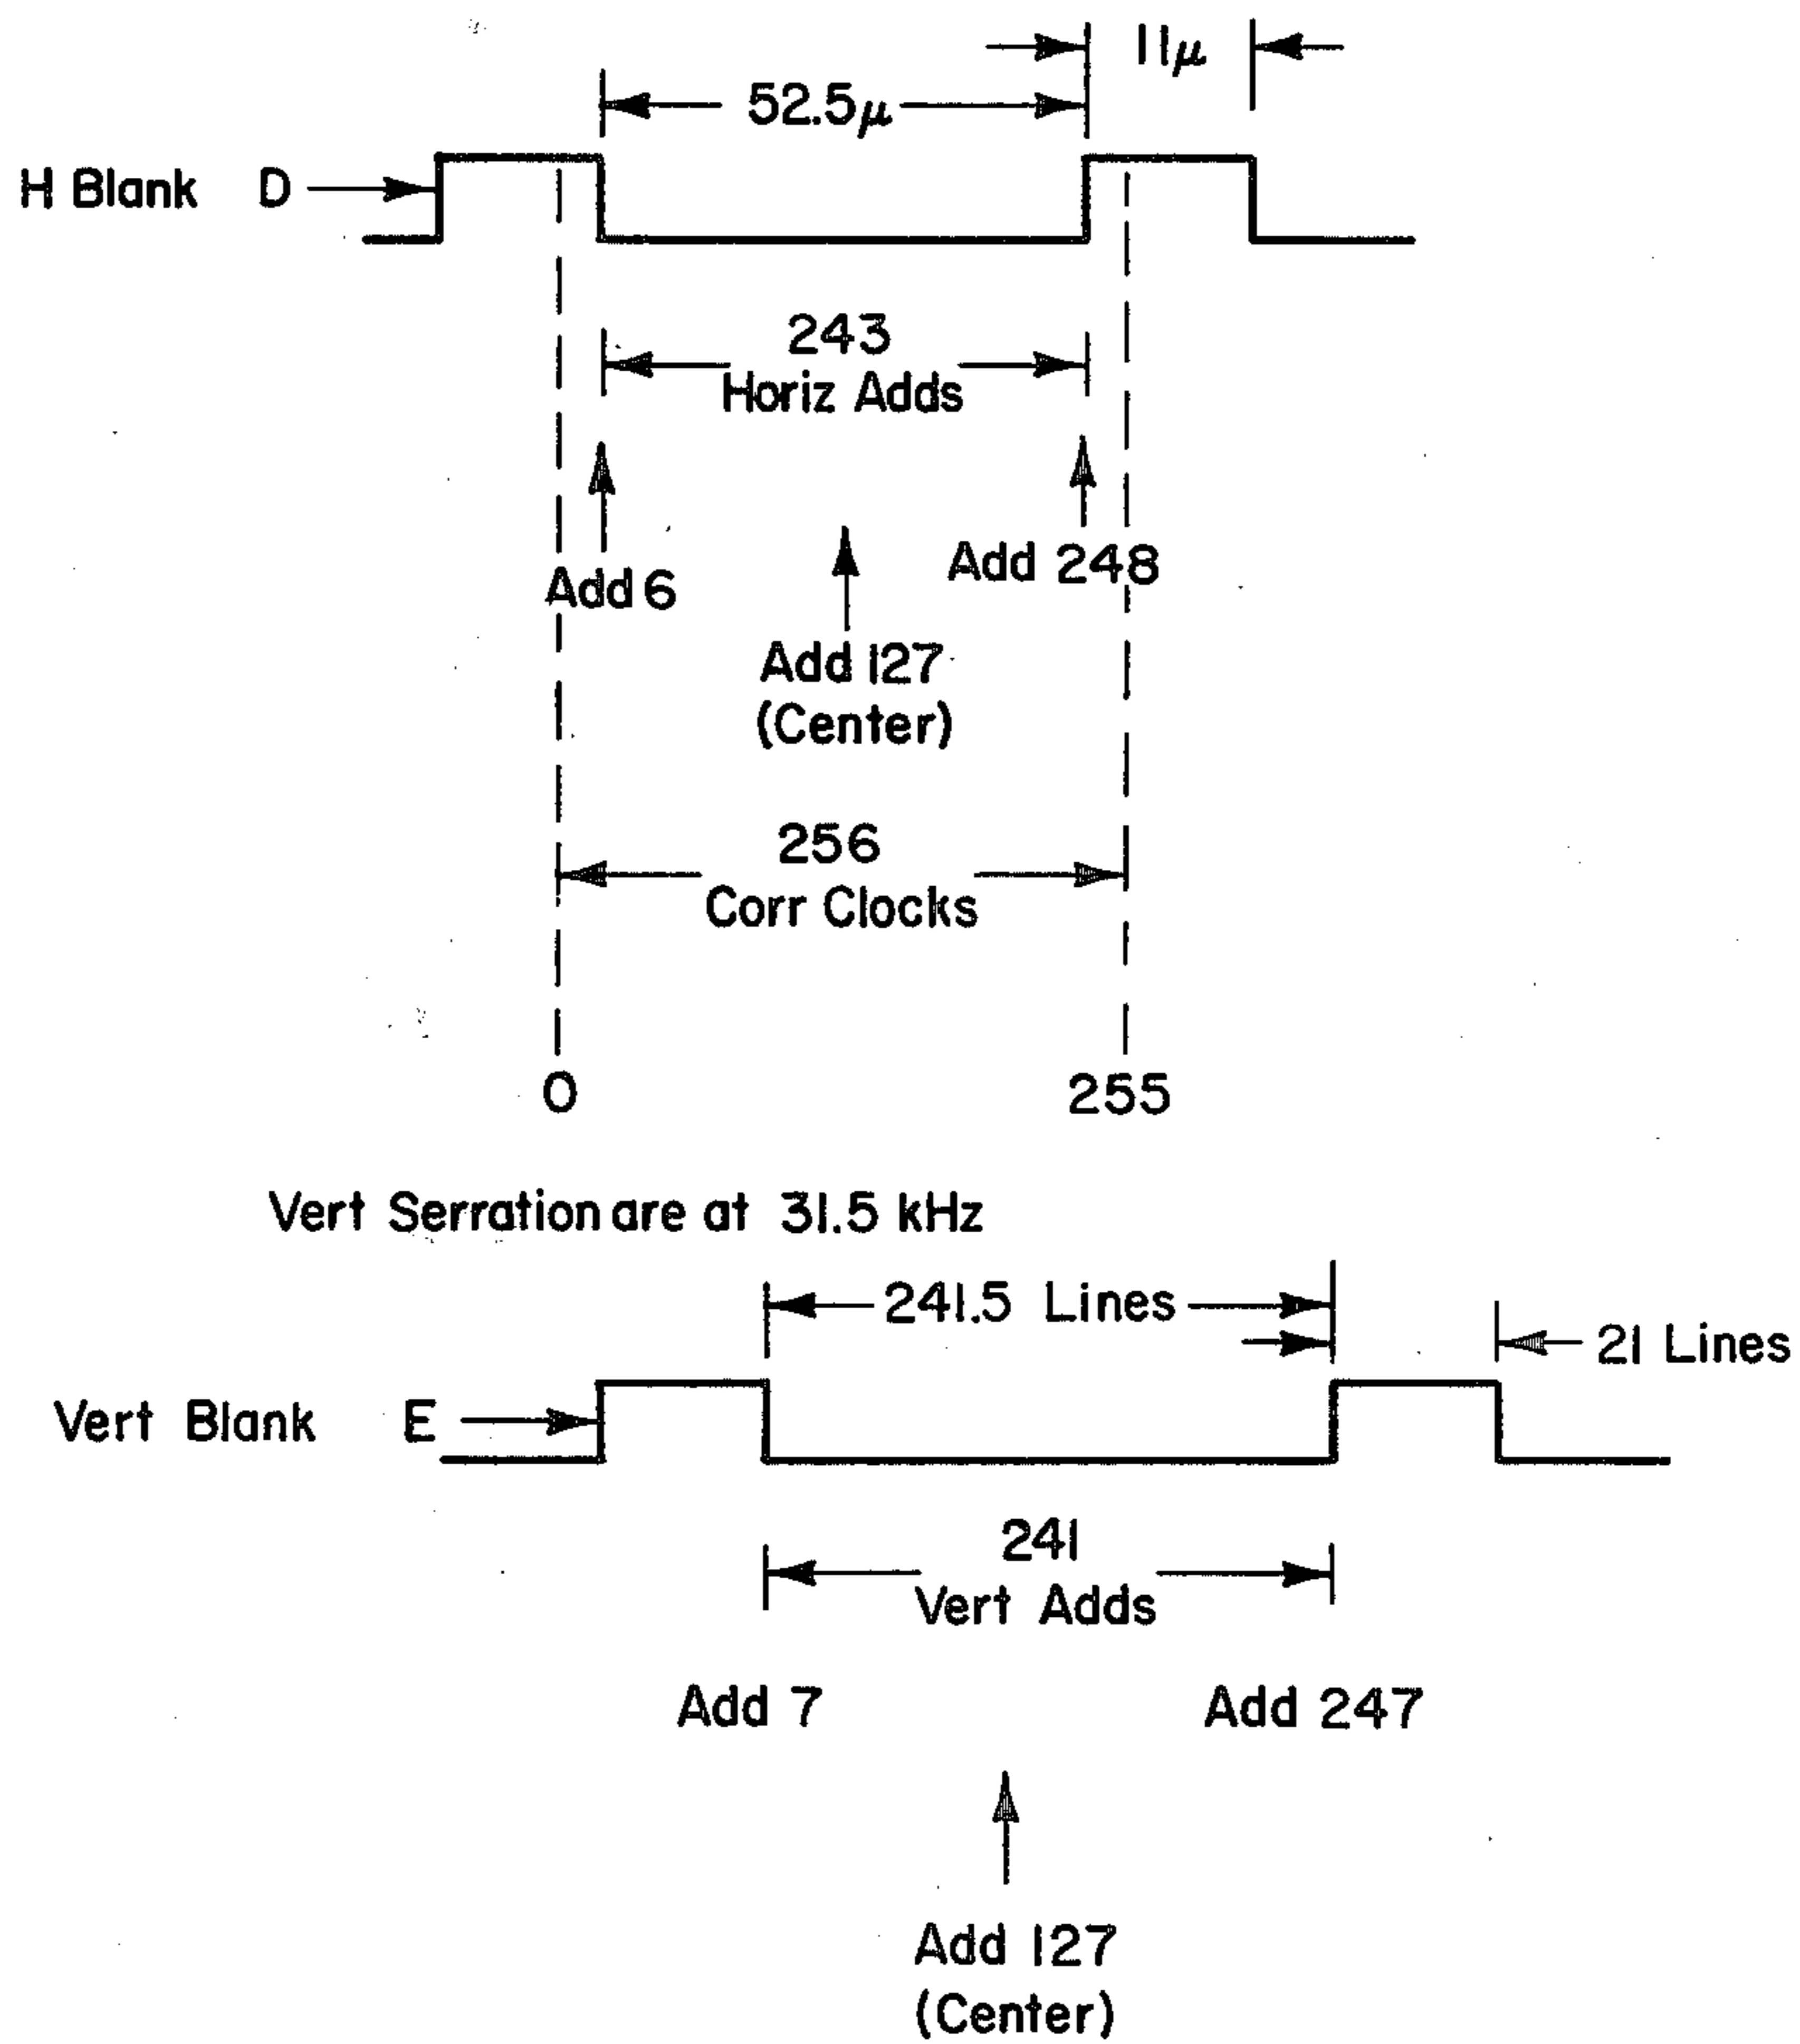 11μ
52.5μ
H Blank D
243
Horiz Adds
Add 6
Add 248
Add 127
(Center)
256
Corr Clocks
0
255
Vert Serration are at 31.5 kHz
241.5 Lines
21 Lines
Vert Blank E
241
Vert Adds
Add 7
Add 247
Add 127
(Center)